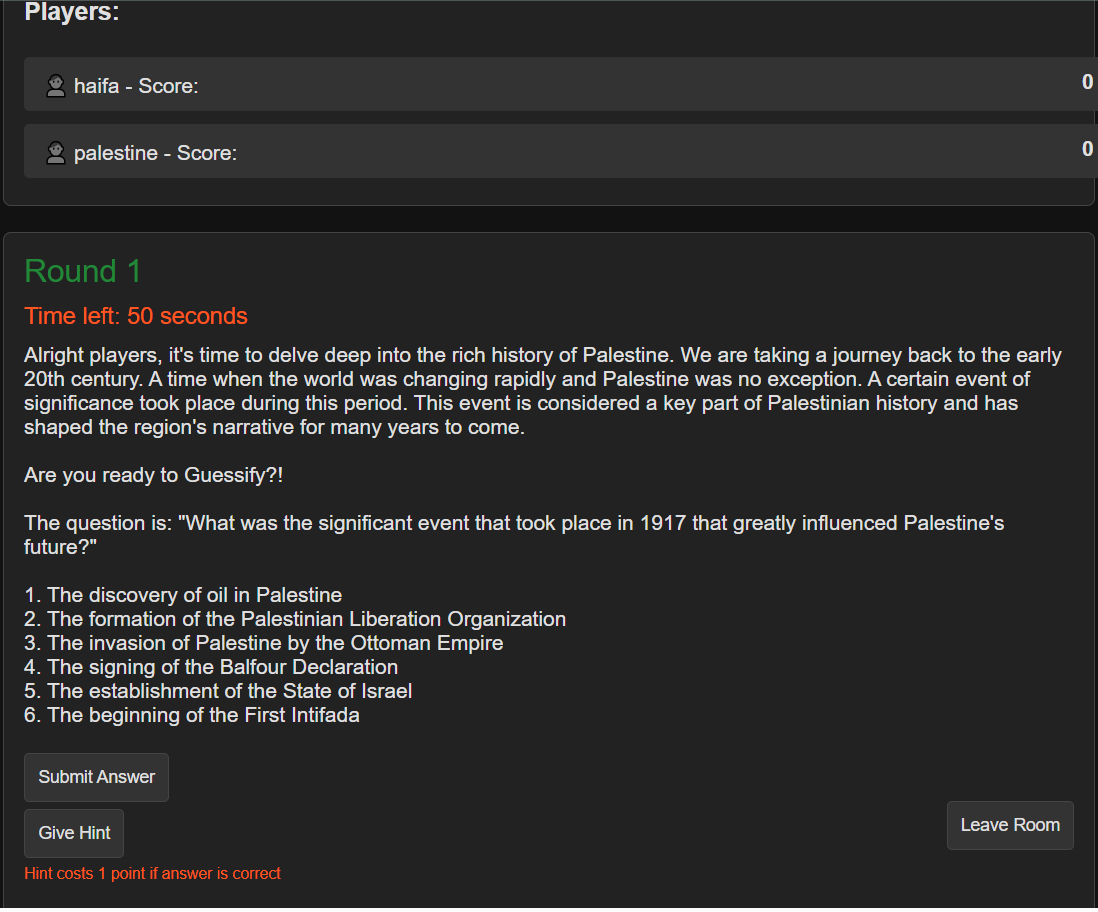 Players:
haifa - Score:
0
palestine - Score:
0
Round 1
Time left: 50 seconds
Alright players, it's time to delve deep into the rich history of Palestine. We are taking a journey back to the early
20th century. A time when the world was changing rapidly and Palestine was no exception. A certain event of
significance took place during this period. This event is considered a key part of Palestinian history and has
shaped the region's narrative for many years to come.
Are you ready to Guessify?!
The question is: "What was the significant event that took place in 1917 that greatly influenced Palestine's
future?"
1. The discovery of oil in Palestine
2. The formation of the Palestinian Liberation Organization
3. The invasion of Palestine by the Ottoman Empire
4. The signing of the Balfour Declaration
5. The establishment of the State of Israel
6. The beginning of the First Intifada
Submit Answer
Give Hint
Leave Room
Hint costs 1 point if answer is correct